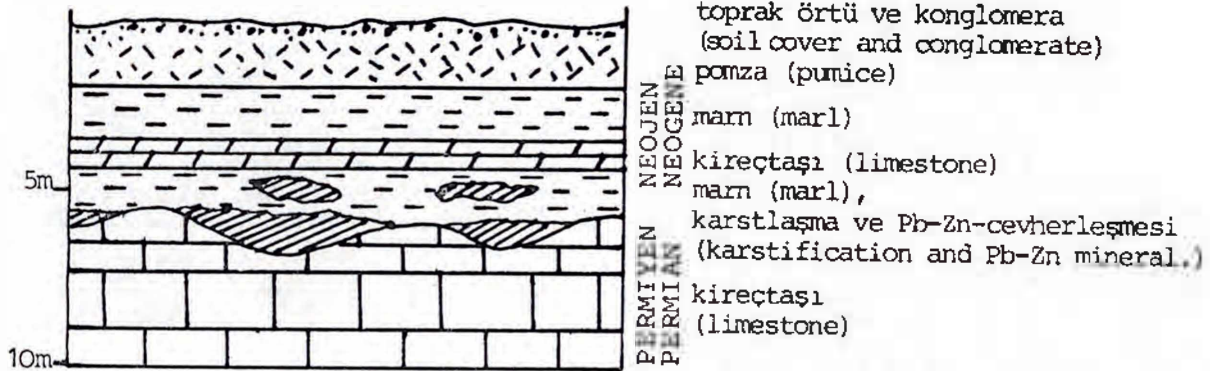 toprak örtü ve konglomera
(soil cover and conglomerate)
pomza (pumice)
marn (marl)
kireçtaşı (limestone)
marn (marl),
karstlaşma ve Pb-Zn-cevherleşmesi
(karstification and Pb-Zn mineral.)
kireçtaşı
(limestone)
NEOJEN
NEOGENE
PERMIYEN
PERMIAN
5m
10m